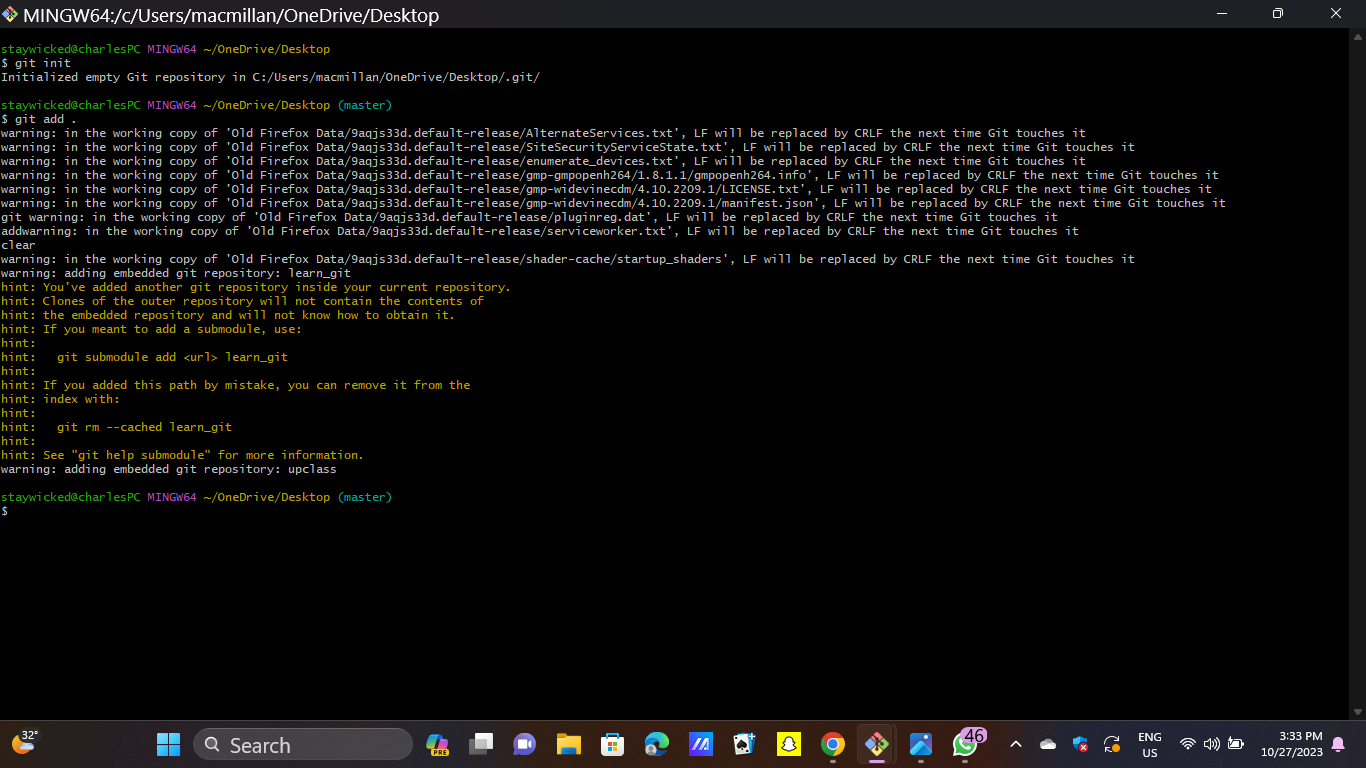 MINGW64:/c/Users/macmillan/OneDrive/Desktop
staywicked@charlesPC MINGW64 ~/OneDrive/Desktop
$ git init
Initialized empty Git repository in C:/Users/macmillan/OneDrive/Desktop/.git/
staywicked@charlesPC MINGW64 ~/OneDrive/Desktop (master)
$ git add .
warning: in the working copy of 'Old Firefox Data/9aqjs33d.default-release/AlternateServices.txt', LF will be replaced by CRLF the next time Git touches it
warning: in the working copy of 'Old Firefox Data/9aqjs33d.default-release/SiteSecurityServiceState.txt', LF will be replaced by CRLF the next time Git touches it
warning: in the working copy of 'Old Firefox Data/9aqjs33d.default-release/enumerate_devices.txt', LF will be replaced by CRLF the next time Git touches it
warning: in the working copy of 'Old Firefox Data/9aqjs33d.default-release/gmp-gmpopenh264/1.8.1.1/gmpopenh264.info', LF will be replaced by CRLF the next time Git touches it
warning: in the working copy of 'Old Firefox Data/9aqjs33d.default-release/gmp-widevinecdm/4.10.2209.1/LICENSE.txt', LF will be replaced by CRLF the next time Git touches it
warning: in the working copy of 'Old Firefox Data/9aqjs33d.default-release/gmp-widevinecdm/4.10.2209.1/manifest.json', LF will be replaced by CRLF the next time Git touches it
git warning: in the working copy of 'Old Firefox Data/9aqjs33d.default-release/pluginreg.dat', LF will be replaced by CRLF the next time Git touches it
addwarning: in the working copy of 'Old Firefox Data/9aqjs33d.default-release/serviceworker.txt', LF will be replaced by CRLF the next time Git touches it
clear
warning: in the working copy of 'Old Firefox Data/9aqjs33d.default-release/shader-cache/startup_shaders', LF will be replaced by CRLF the next time Git touches it
warning: adding embedded git repository: learn_git
hint: You've added another git repository inside your current repository.
hint: Clones of the outer repository will not contain the contents of
hint: the embedded repository and will not know how to obtain it.
hint: If you meant to add a submodule, use:
hint:
hint:   git submodule add <url> learn_git
hint:
hint: If you added this path by mistake, you can remove it from the
hint: index with:
hint:
hint:   git rm --cached learn_git
hint:
hint: See "git help submodule" for more information.
warning: adding embedded git repository: upclass
staywicked@charlesPC MINGW64 ~/OneDrive/Desktop (master)
$
32°
Search
PRE
46
ENG
US
3:33 PM
10/27/2023